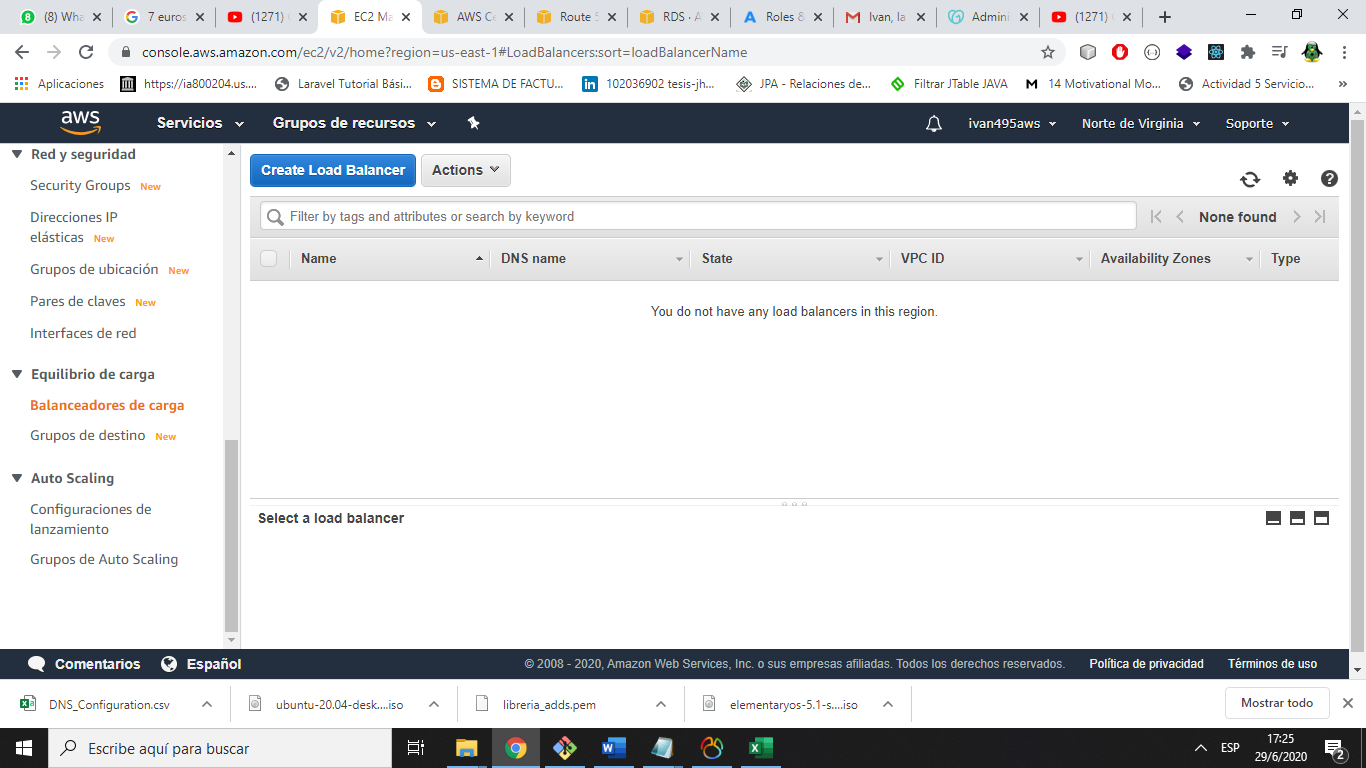 (8) Wha
7 euros
(1271) (
EC2 Ma
AWS Ce
Route 5
RDS · A
Roles &
Ivan, la
Admini
(1271) (
console.aws.amazon.com/ec2/v2/home?region=us-east-1#LoadBalancers:sort=loadBalancerName
Aplicaciones
https://ia800204.us....
Laravel Tutorial Bási...
SISTEMA DE FACTU...
102036902 tesis-jh...
JPA - Relaciones de...
Filtrar JTable JAVA
14 Motivational Mo...
Actividad 5 Servicio...
»
aws
Servicios
Grupos de recursos
ivan495aws
Norte de Virginia
Soporte
Red y seguridad
Security Groups New
Direcciones IP
elásticas New
Grupos de ubicación New
Pares de claves New
Interfaces de red
Equilibrio de carga
Balanceadores de carga
Grupos de destino New
Auto Scaling
Configuraciones de
lanzamiento
Grupos de Auto Scaling
Create Load Balancer
Actions
Filter by tags and attributes or search by keyword
None found
Name
DNS name
State
VPC ID
Availability Zones
Type
You do not have any load balancers in this region.
Select a load balancer
Comentarios
Español
© 2008 - 2020, Amazon Web Services, Inc. o sus empresas afiliadas. Todos los derechos reservados.
Política de privacidad
Términos de uso
DNS_Configuration.csv
ubuntu-20.04-desk....iso
libreria_adds.pem
elementaryos-5.1-s....iso
Mostrar todo
Escribe aquí para buscar
ESP
17:25
29/6/2020
2